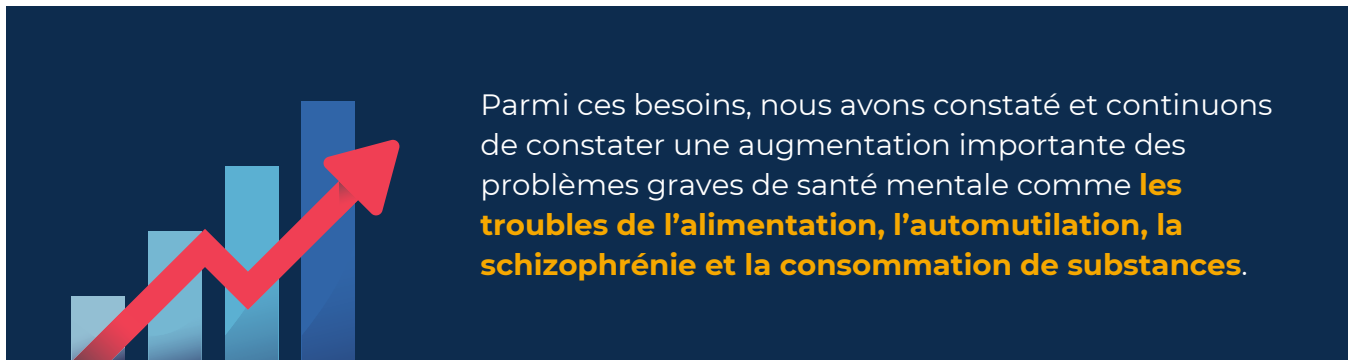 Parmi ces besoins, nous avons constaté et continuons
de constater une augmentation importante des
problèmes graves de santé mentale comme les
troubles de l’alimentation, l’automutilation, la
schizophrénie et la consommation de substances.